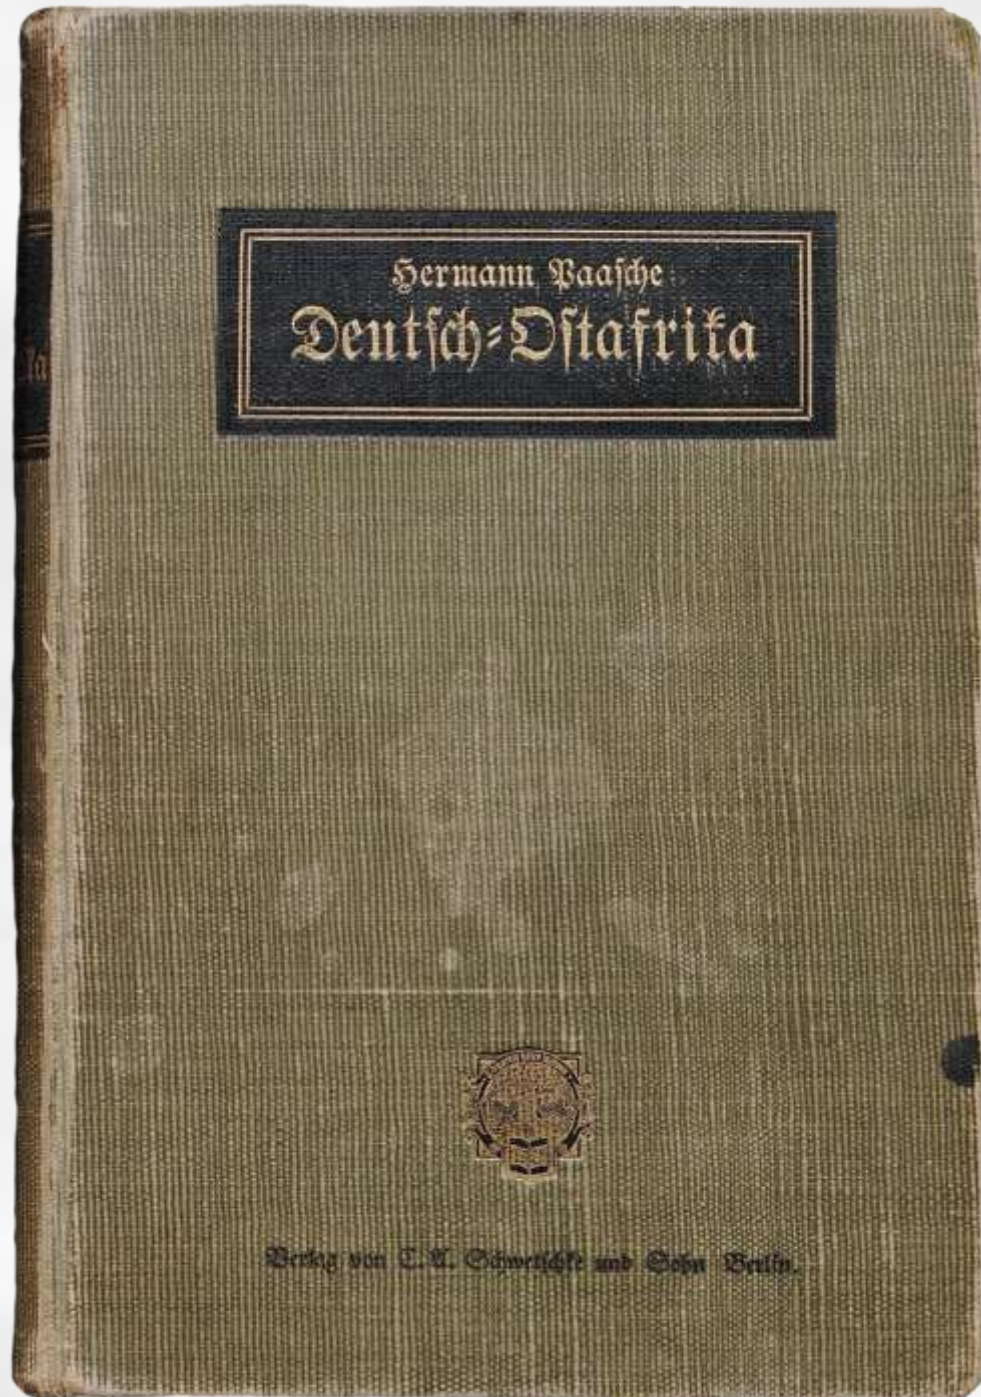 Hermann Paasche
Deutsch-Ostafrika
Verlag von C. A. Schwetschke und Sohn Berlin.